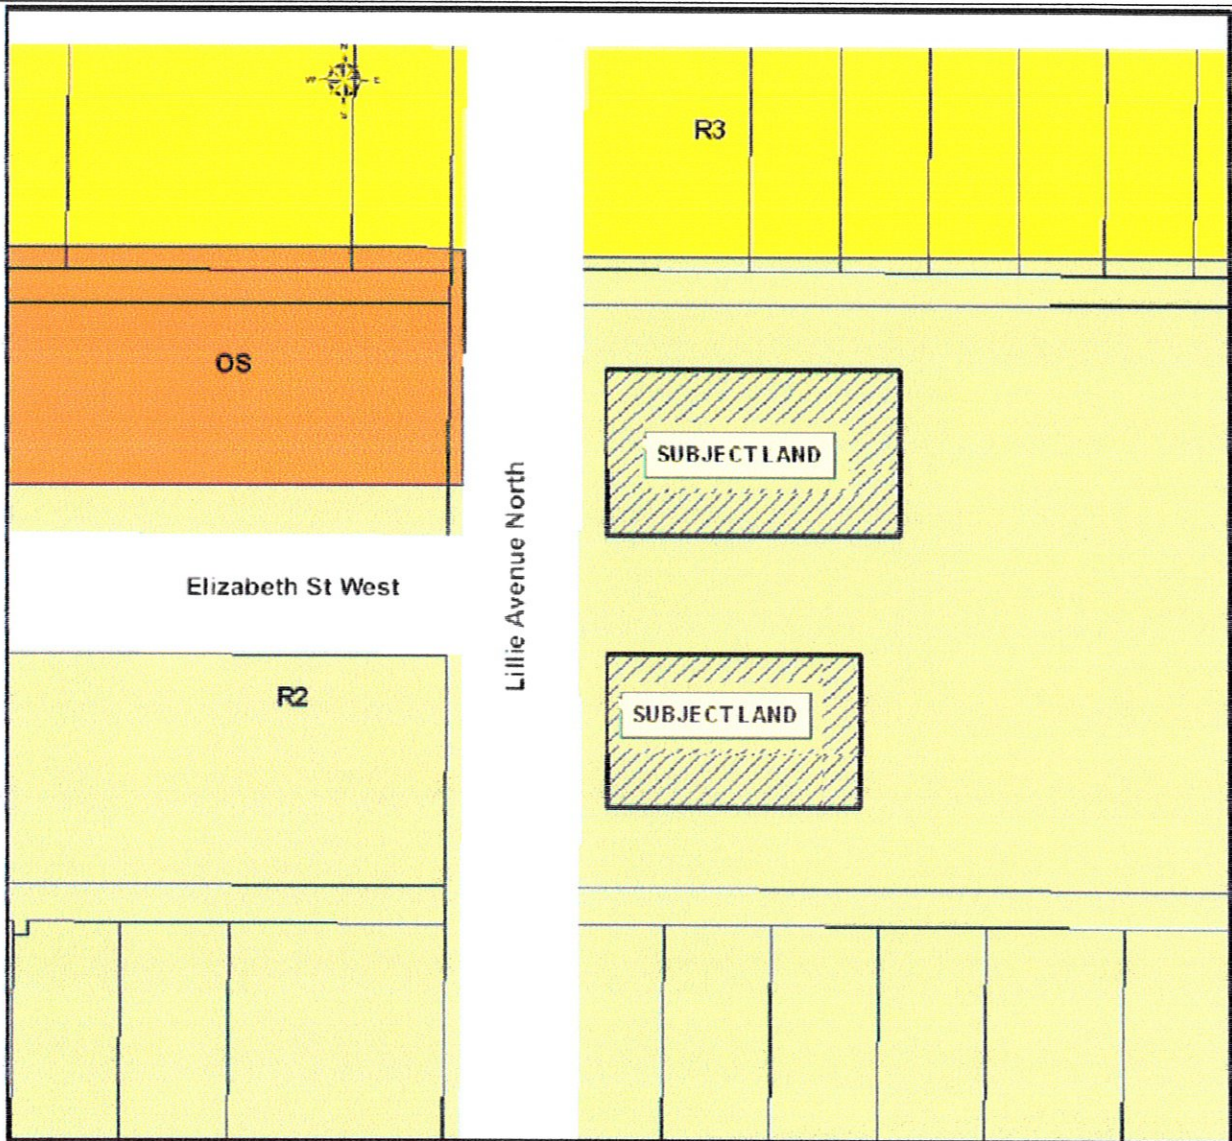 N
W E
S
R3
OS
SUBJECT LAND
Lillie Avenue North
Elizabeth St West
R2
SUBJECT LAND